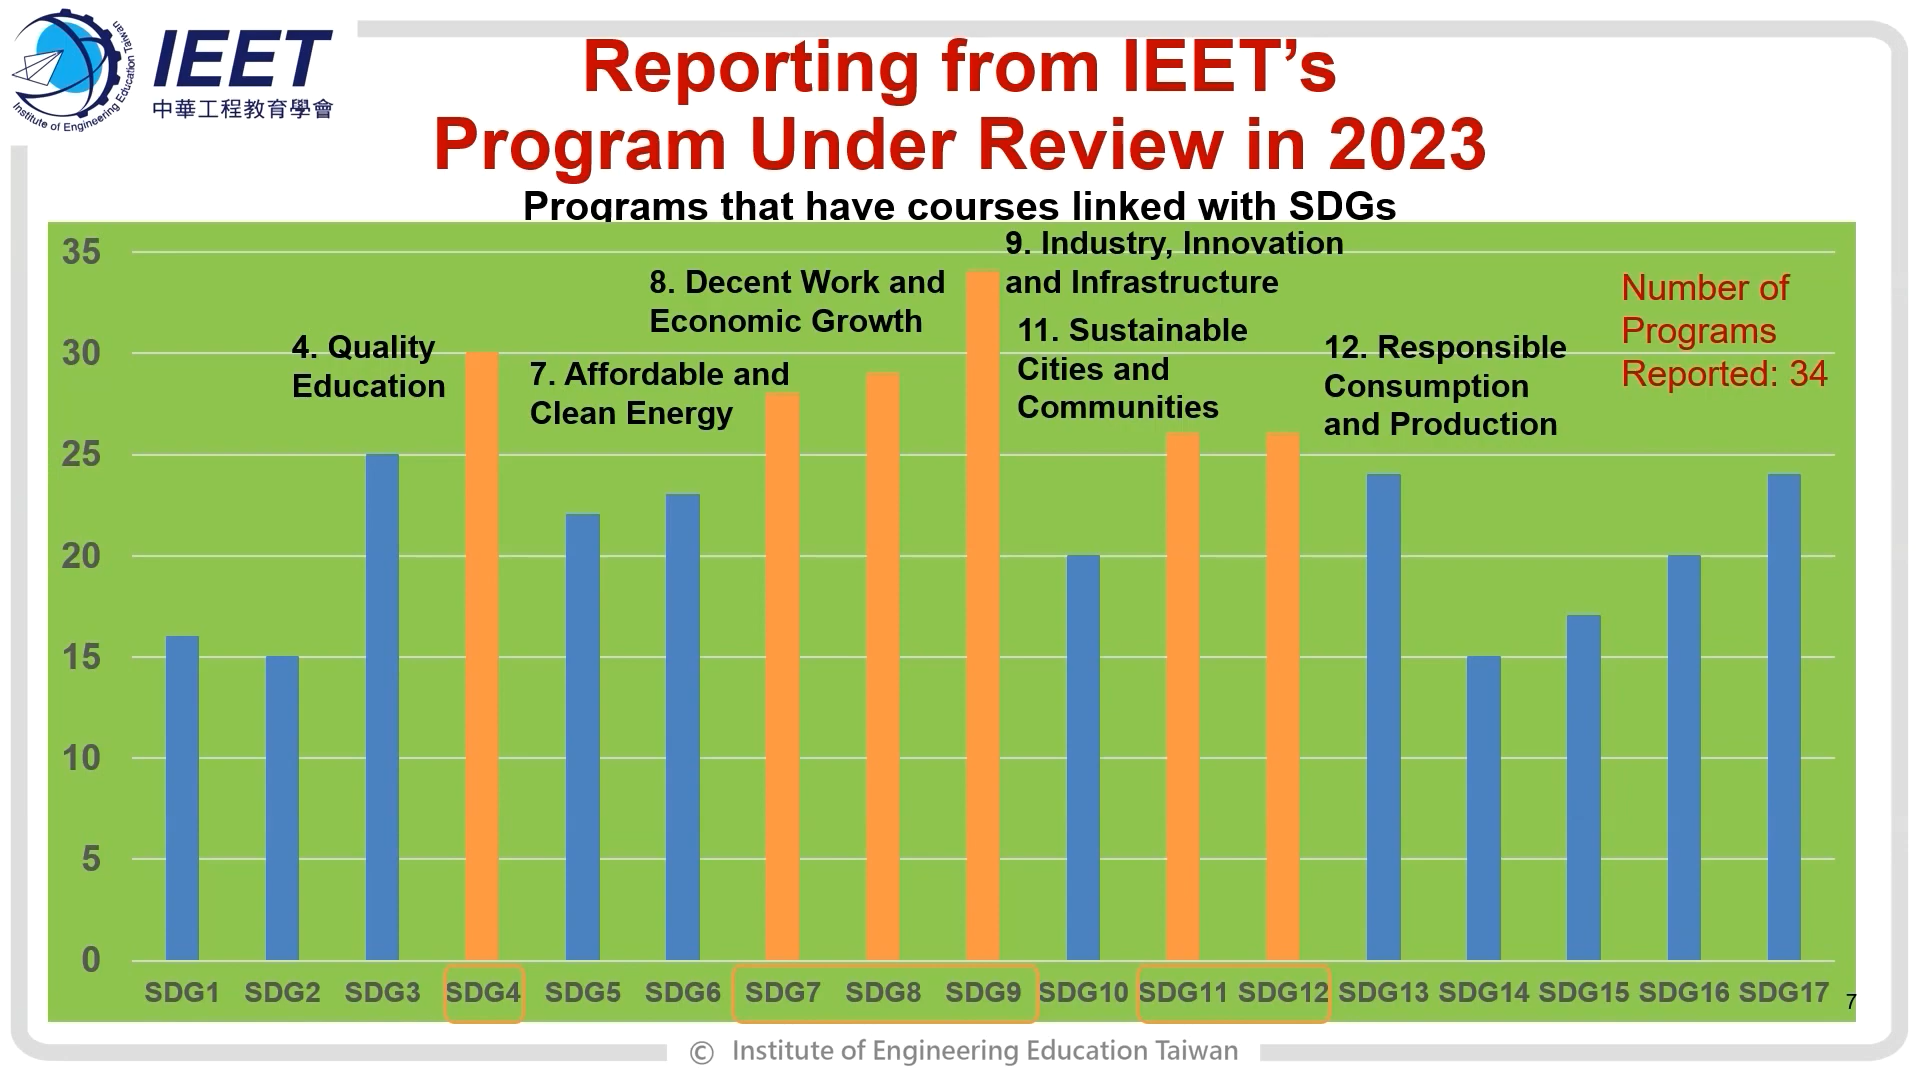 Institute of Engineering Education Taiwan
IEET
中華工程教育學會
Reporting from IEET’s
Program Under Review in 2023
Programs that have courses linked with SDGs
35
30
25
20
15
10
5
0
4. Quality
Education
7. Affordable and
Clean Energy
8. Decent Work and
Economic Growth
9. Industry, Innovation
and Infrastructure
11. Sustainable
Cities and
Communities
12. Responsible
Consumption
and Production
Number of
Programs
Reported: 34
SDG1 SDG2 SDG3 SDG4 SDG5 SDG6 SDG7 SDG8 SDG9 SDG10 SDG11 SDG12 SDG13 SDG14 SDG15 SDG16 SDG17
7
© Institute of Engineering Education Taiwan